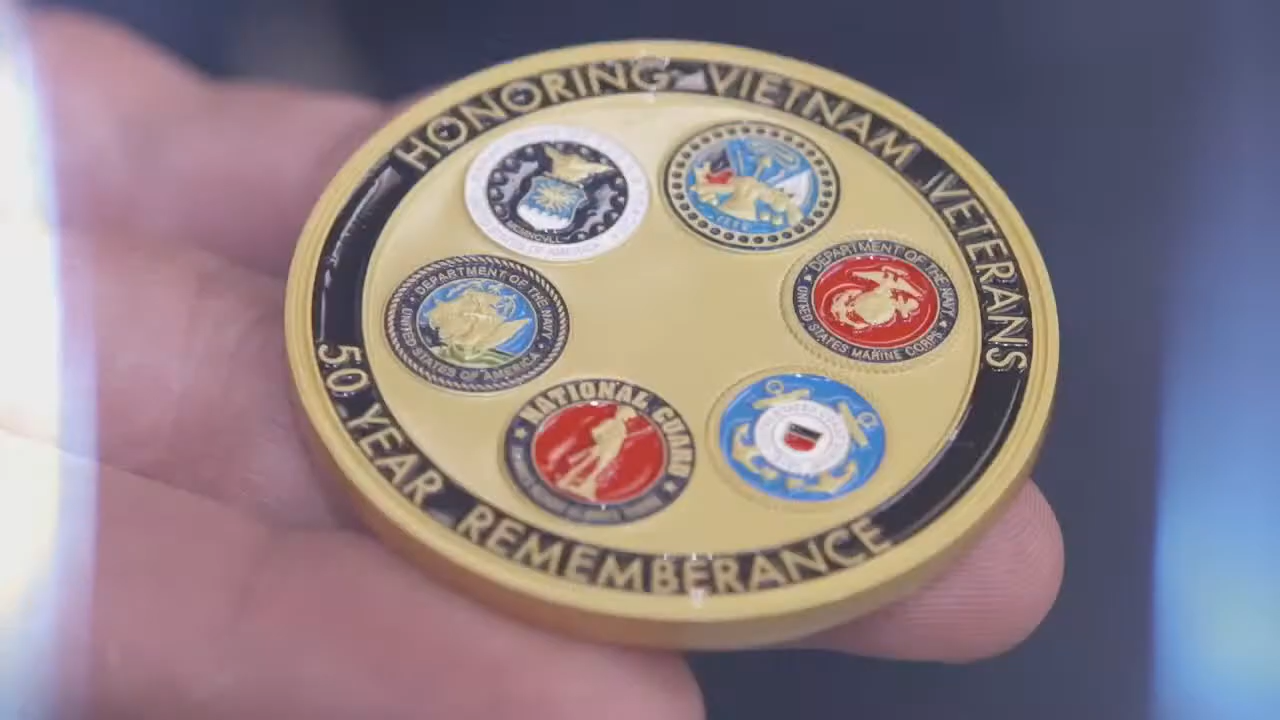 HONORING VIETNAM VETERANS
DEPARTMENT OF THE NAVY
UNITED STATES MARINE CORPS
DEPARTMENT OF THE NAVY
UNITED STATES OF AMERICA
NATIONAL GUARD
50 YEAR REMEMBERANCE